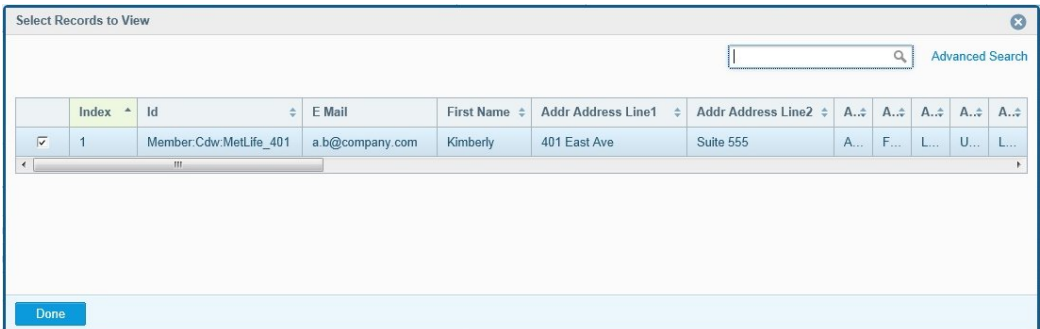 Select Records to View
Advanced Search
Index Id E Mail First Name Addr Address Line1 Addr Address Line2 A... A... A... A... A...
1 Member:Cdw:MetLife_401 a.b@company.com Kimberly 401 East Ave Suite 555 A... F... L... U... L...
Done